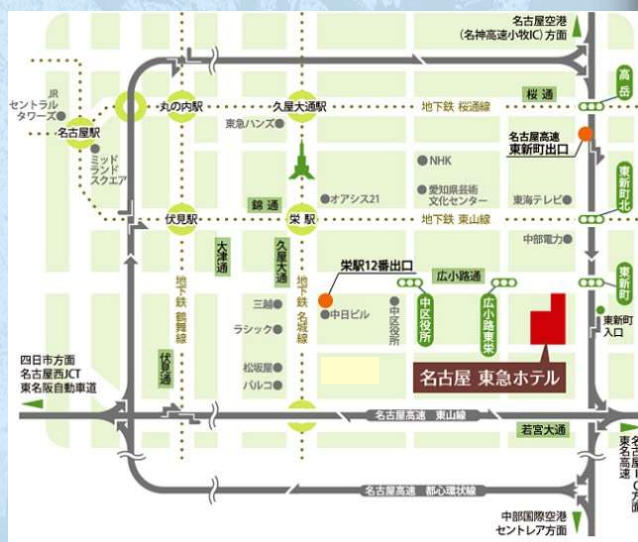 名古屋空港
(名神高速小牧IC)方面
JR
セントラル
タワーズ
名古屋駅
ミッド
ランド
スクエア
丸の内駅
久屋大通駅
東急ハンズ
地下鉄 桜通線
桜通
高岳
名古屋高速
東新町出口
NHK
愛知県芸術
文化センター
オアシス21
東海テレビ
東新町北
伏見駅
錦通
栄駅
地下鉄 東山線
中部電力
大津通
久屋大通
栄駅12番出口
広小路通
東新町
地下鉄 鶴舞線
地下鉄 名城線
三越
中日ビル
中区役所
中区役所
広小路東栄
東新町
入口
ラシック
伏見通
松坂屋
パルコ
名古屋 東急ホテル
四日市方面
名古屋西JCT
東名阪自動車道
名古屋高速 東山線
若宮大通
名古屋IC方面
東名高速
名古屋高速 都心環状線
中部国際空港
セントレア方面